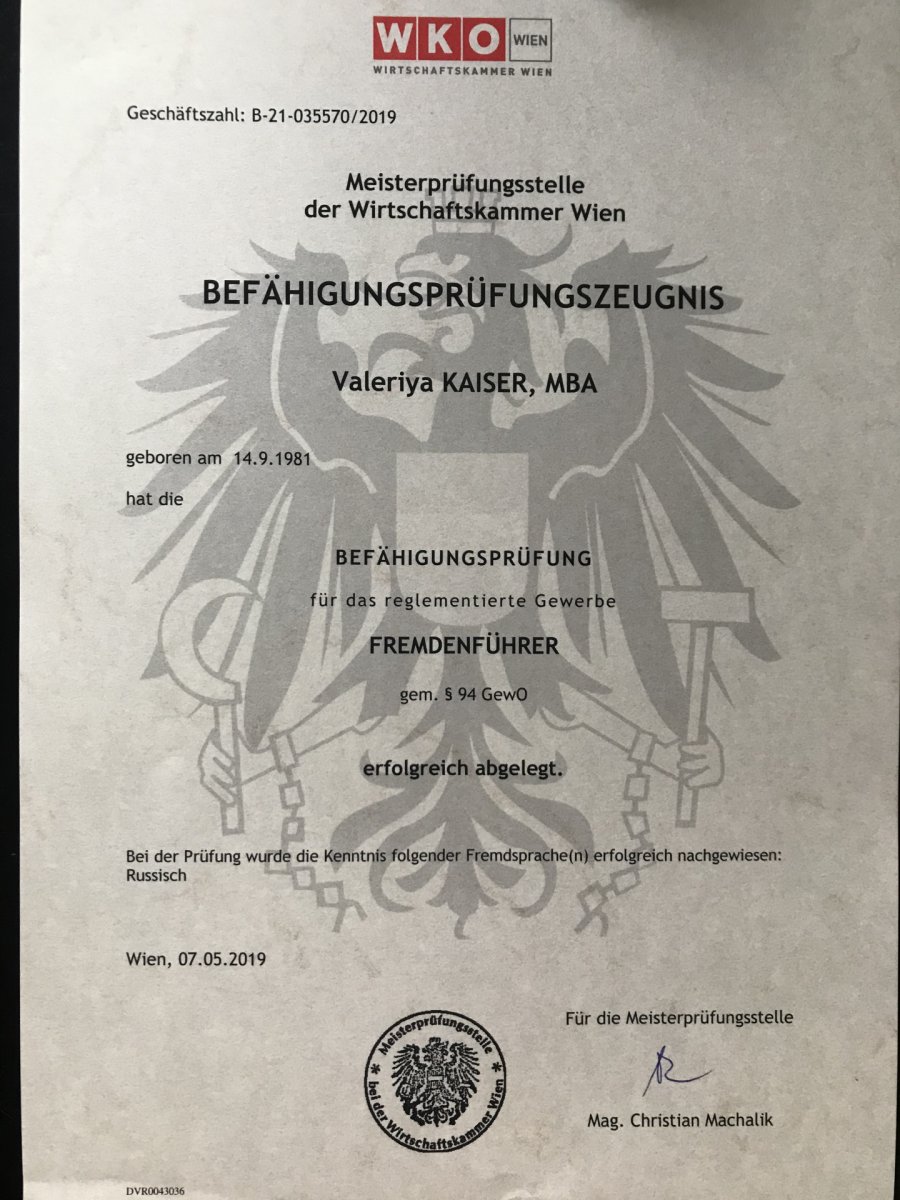 WKO WIEN
WIRTSCHAFTSKAMMER WIEN
Geschäftszahl: B-21-035570/2019
Meisterprüfungsstelle
der Wirtschaftskammer Wien
BEFÄHIGUNGSPRÜFUNGSZEUGNIS
Valeriya KAISER, MBA
geboren am 14.9.1981
hat die
BEFÄHIGUNGSPRÜFUNG
für das reglementierte Gewerbe
FREMDENFÜHRER
gem. § 94 GewO
erfolgreich abgelegt.
Bei der Prüfung wurde die Kenntnis folgender Fremdsprache(n) erfolgreich nachgewiesen:
Russisch
Wien, 07.05.2019
Für die Meisterprüfungsstelle
Mag. Christian Machalik
* Meisterprüfungsstelle *
bei der Wirtschaftskammer Wien
DVR0043036